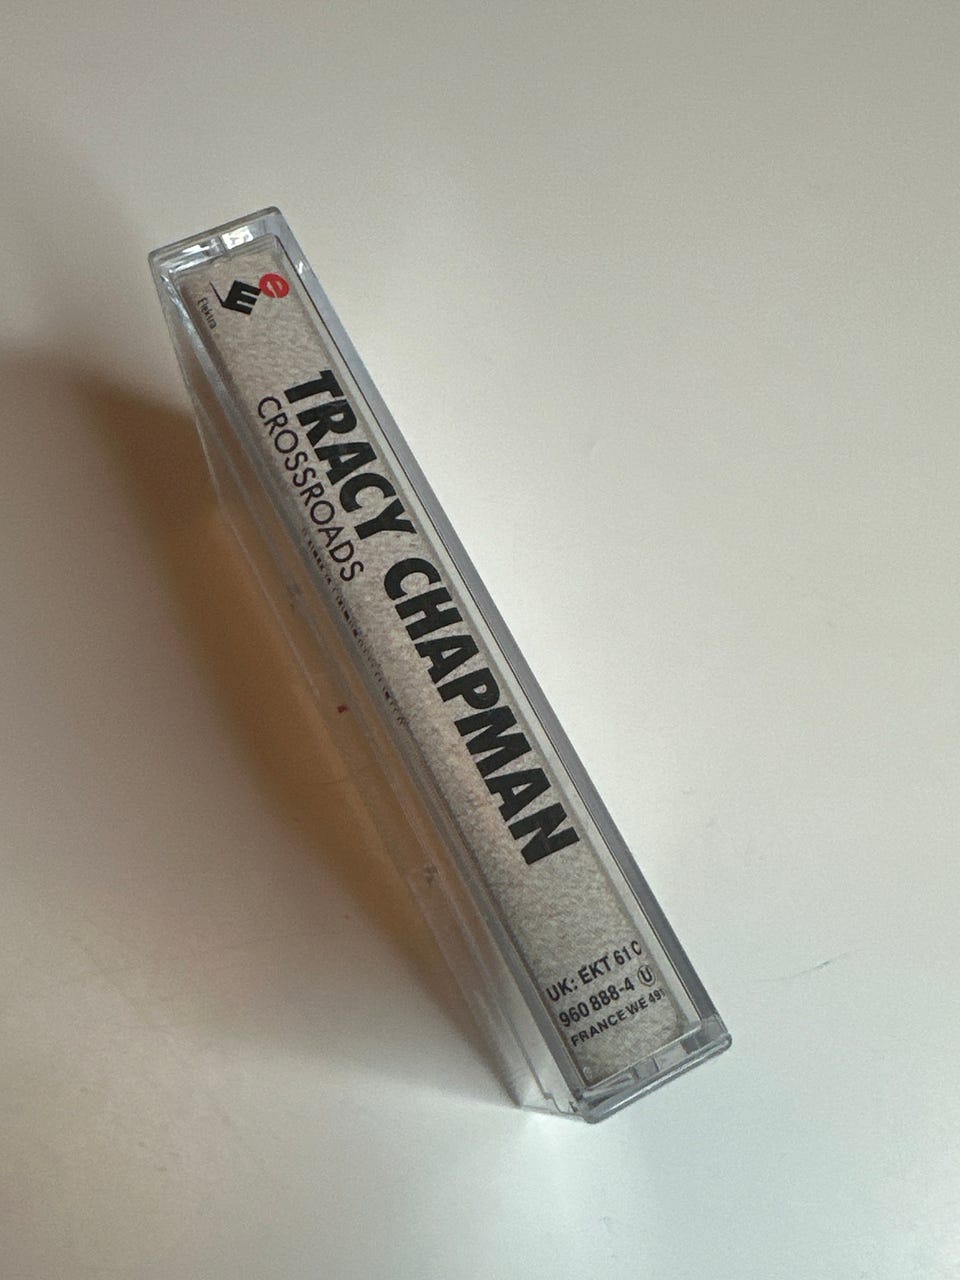 e
E
Elektra
TRACY CHAPMAN
CROSSROADS
UK: EKT 61 C
960 888-4 U
FRANCE WE 491